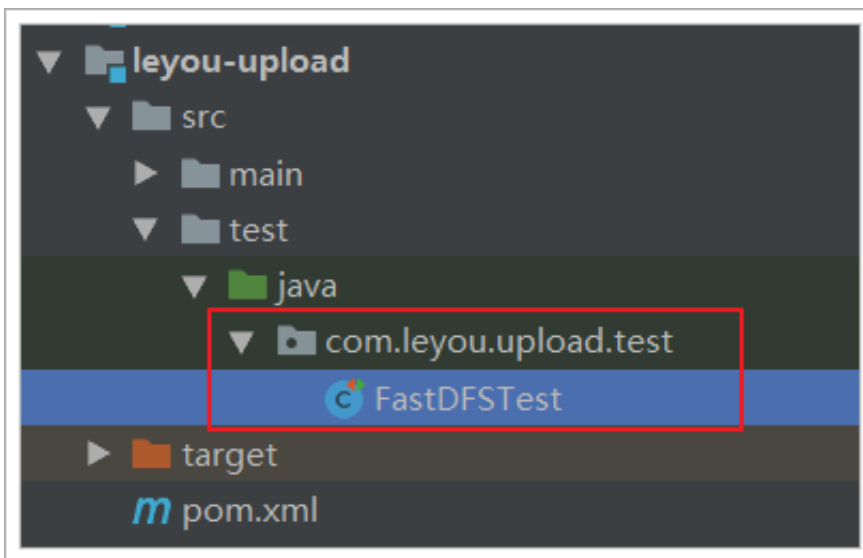 leyou-upload
src
main
test
java
com.leyou.upload.test
FastDFSTest
target
pom.xml